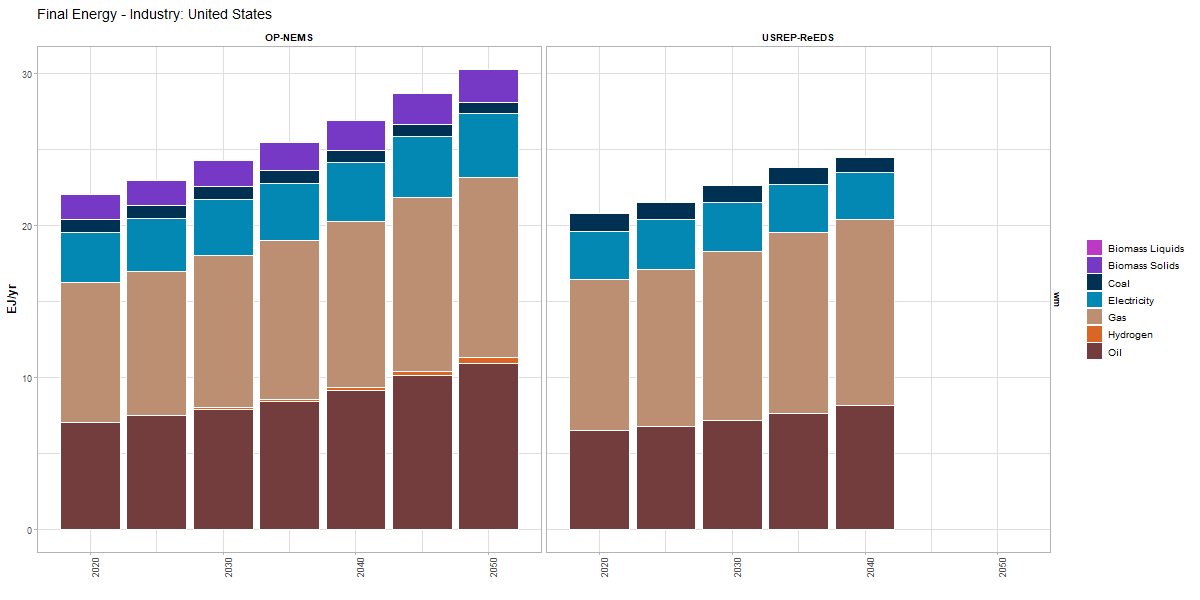 Final Energy - Industry: United States
OP-NEMS
USREP-ReEDS
EJ/yr
30
20
10
0
2020
2030
2040
2050
2020
2030
2040
2050
wm
Biomass Liquids
Biomass Solids
Coal
Electricity
Gas
Hydrogen
Oil